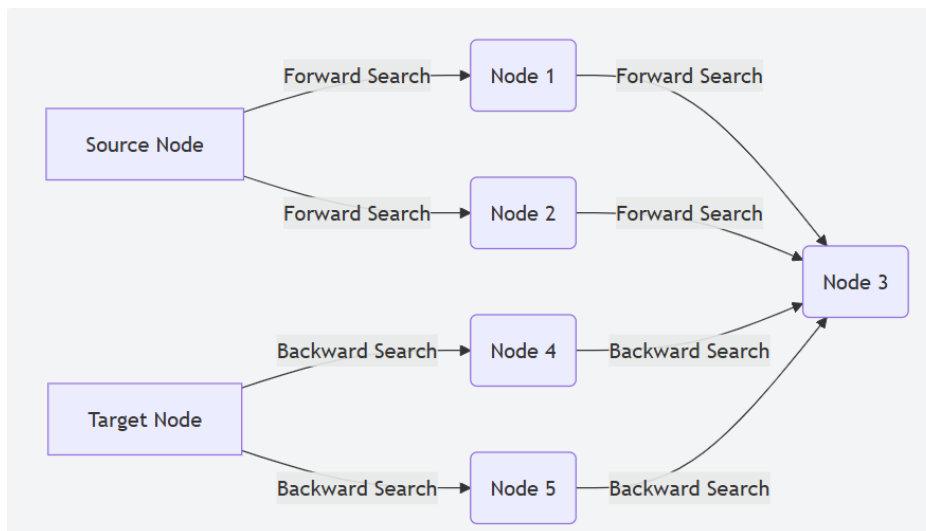 Forward Search
Node 1
Forward Search
Source Node
Forward Search
Node 2
Forward Search
Node 3
Backward Search
Node 4
Backward Search
Target Node
Backward Search
Node 5
Backward Search